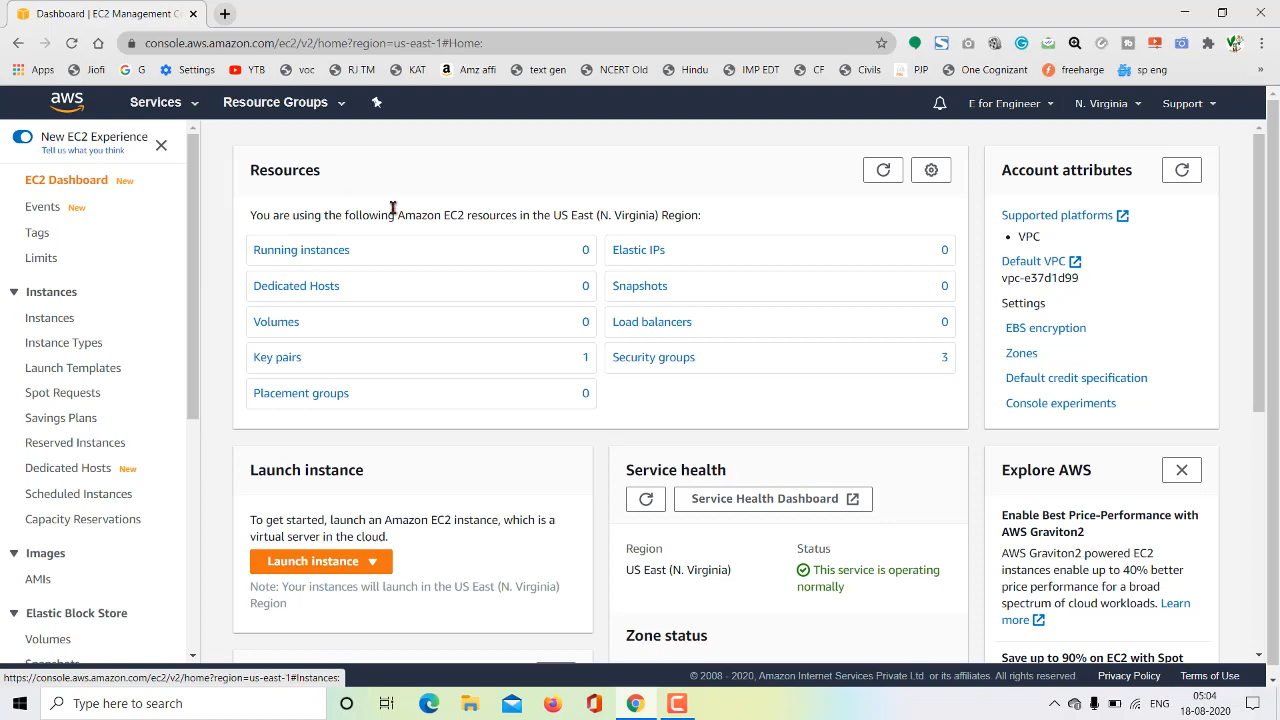 Dashboard | EC2 Management C
console.aws.amazon.com/ec2/v2/home?region=us-east-1#Home:
Apps Jiofi G Settings YTB voc RJ TIM KAT Amz affi text gen NCERT Old Hindu IMP EDT CF Civils PJP One Cognizant freeharge sp eng »
aws Services Resource Groups E for Engineer N. Virginia Support
New EC2 Experience
Tell us what you think
EC2 Dashboard New
Events New
Tags
Limits
Instances
Instances
Instance Types
Launch Templates
Spot Requests
Savings Plans
Reserved Instances
Dedicated Hosts New
Scheduled Instances
Capacity Reservations
Images
AMIs
Elastic Block Store
Volumes
Snapshots
Resources
You are using the following Amazon EC2 resources in the US East (N. Virginia) Region:
Running instances 0 Elastic IPs 0
Dedicated Hosts 0 Snapshots 0
Volumes 0 Load balancers 0
Key pairs 1 Security groups 3
Placement groups 0
Account attributes
Supported platforms
• VPC
Default VPC
vpc-e37d1d99
Settings
EBS encryption
Zones
Default credit specification
Console experiments
Launch instance
To get started, launch an Amazon EC2 instance, which is a
virtual server in the cloud.
Launch instance
Note: Your instances will launch in the US East (N. Virginia)
Region
Service health
Service Health Dashboard
Region Status
US East (N. Virginia) This service is operating
normally
Zone status
Explore AWS
Enable Best Price-Performance with
AWS Graviton2
AWS Graviton2 powered EC2
instances enable up to 40% better
price performance for a broad
spectrum of cloud workloads. Learn
more
Save up to 90% on EC2 with Spot
https://console.aws.amazon.com/ec2/v2/home?region=us-east-1#Instances:
© 2008 - 2020, Amazon Internet Services Private Ltd. or its affiliates. All rights reserved. Privacy Policy Terms of Use
Type here to search
05:04
18-08-2020